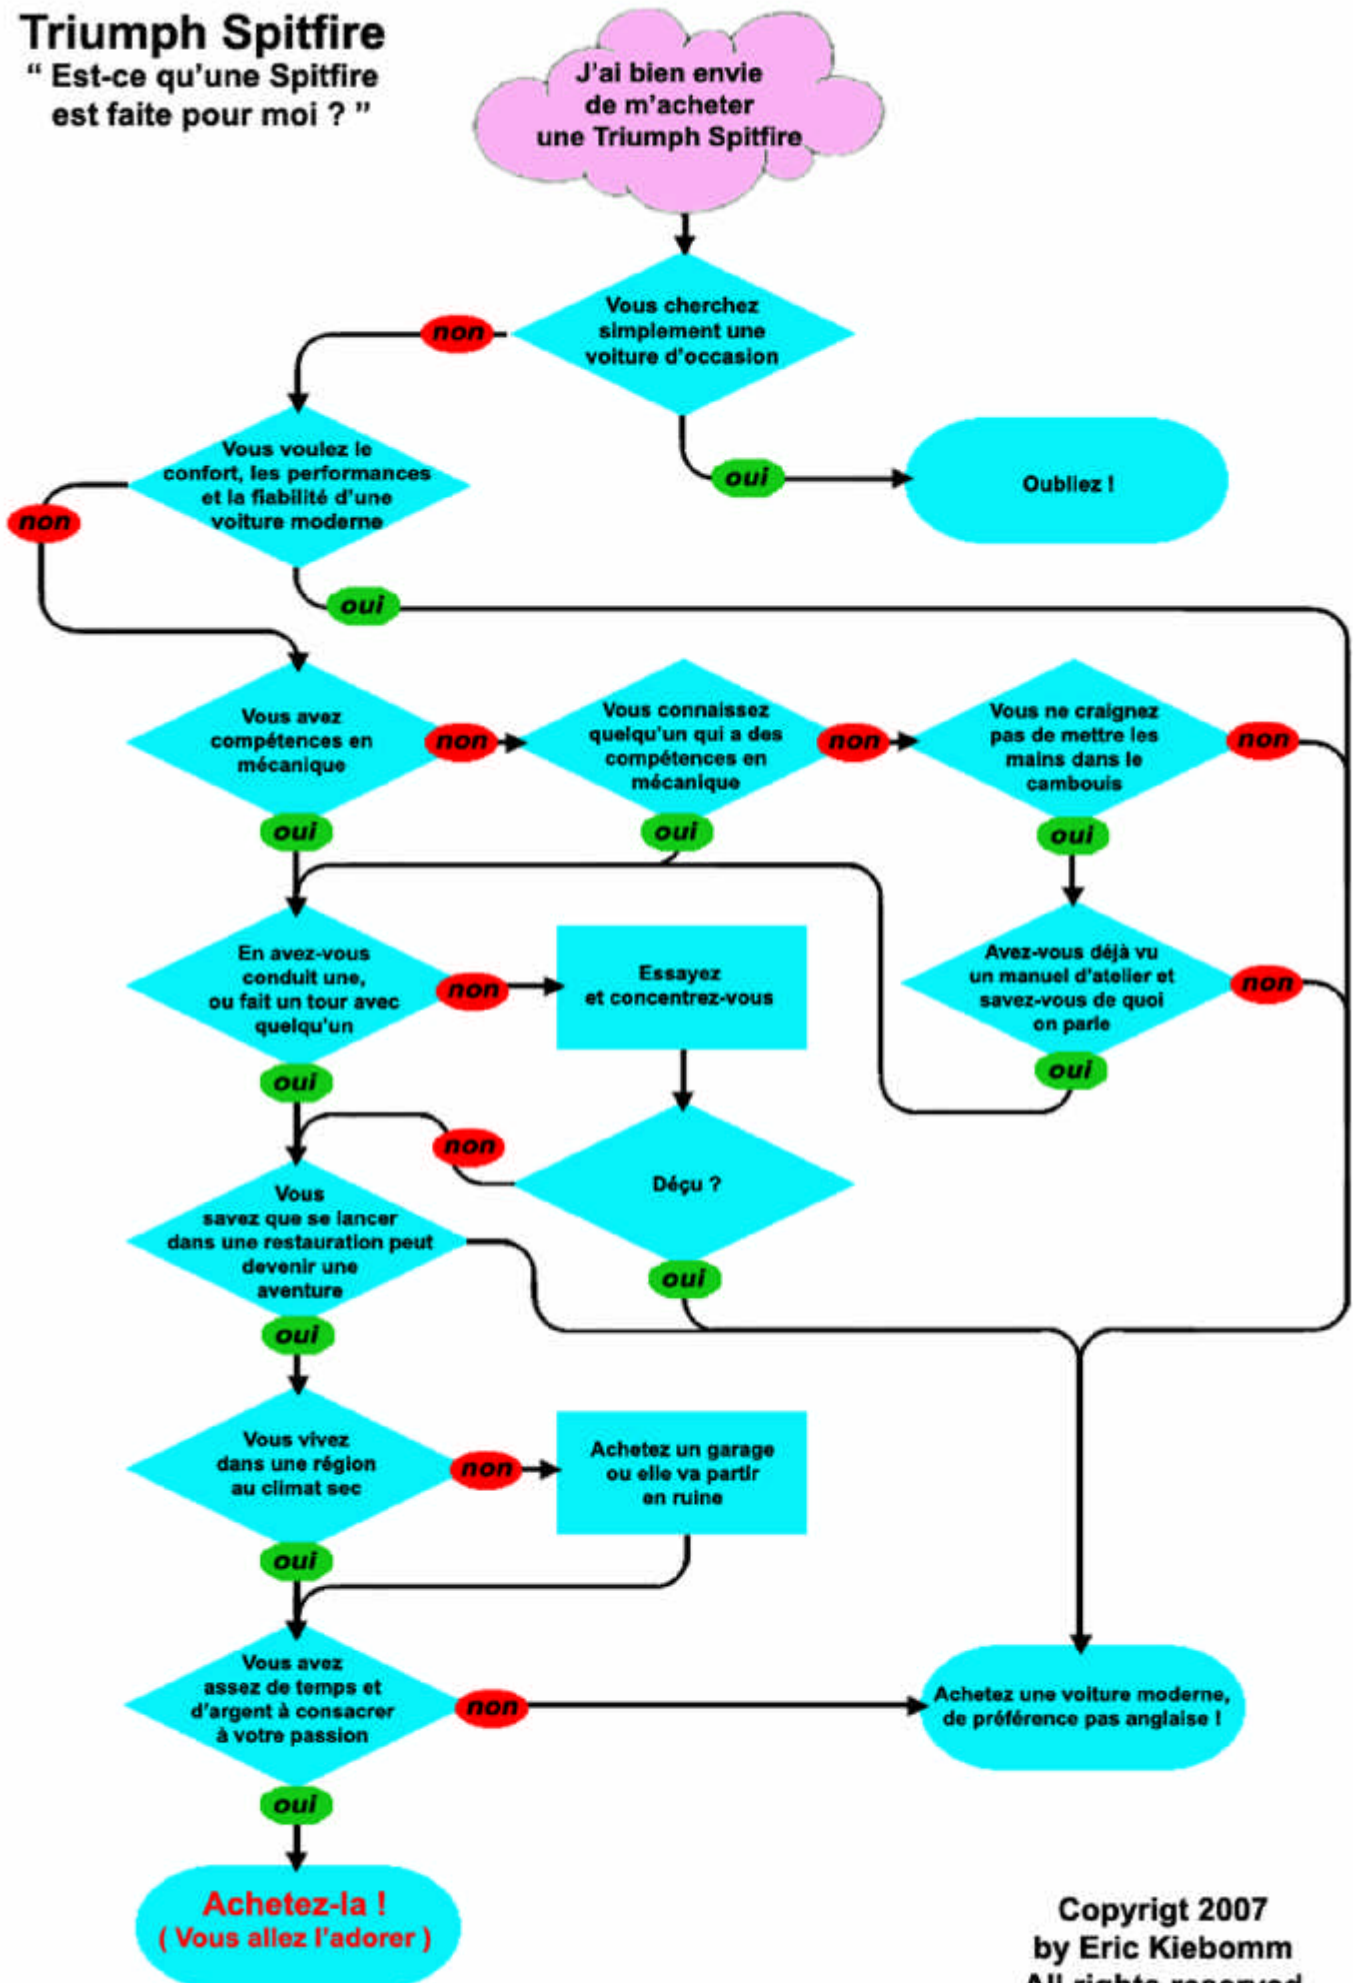 Triumph Spitfire
“ Est-ce qu'une Spitfire
est faite pour moi ? ”
J'ai bien envie
de m'acheter
une Triumph Spitfire
Vous cherchez
simplement une
voiture d'occasion
non
oui
Oubliez !
Vous voulez le
confort, les performances
et la fiabilité d'une
voiture moderne
non
oui
Vous avez
compétences en
mécanique
non
oui
Vous connaissez
quelqu'un qui a des
compétences en
mécanique
non
oui
Vous ne craignez
pas de mettre les
mains dans le
cambouis
non
oui
En avez-vous
conduit une,
ou fait un tour avec
quelqu'un
non
oui
Essayez
et concentrez-vous
Avez-vous déjà vu
un manuel d'atelier et
savez-vous de quoi
on parle
non
oui
Déçu ?
non
oui
Vous
savez que se lancer
dans une restauration peut
devenir une
aventure
oui
Vous vivez
dans une région
au climat sec
non
oui
Achetez un garage
ou elle va partir
en ruine
Vous avez
assez de temps et
d'argent à consacrer
à votre passion
non
oui
Achetez une voiture moderne,
de préférence pas anglaise !
Achetez-la !
( Vous allez l'adorer )
Copyrigt 2007
by Eric Kiebomm
All rights reserved